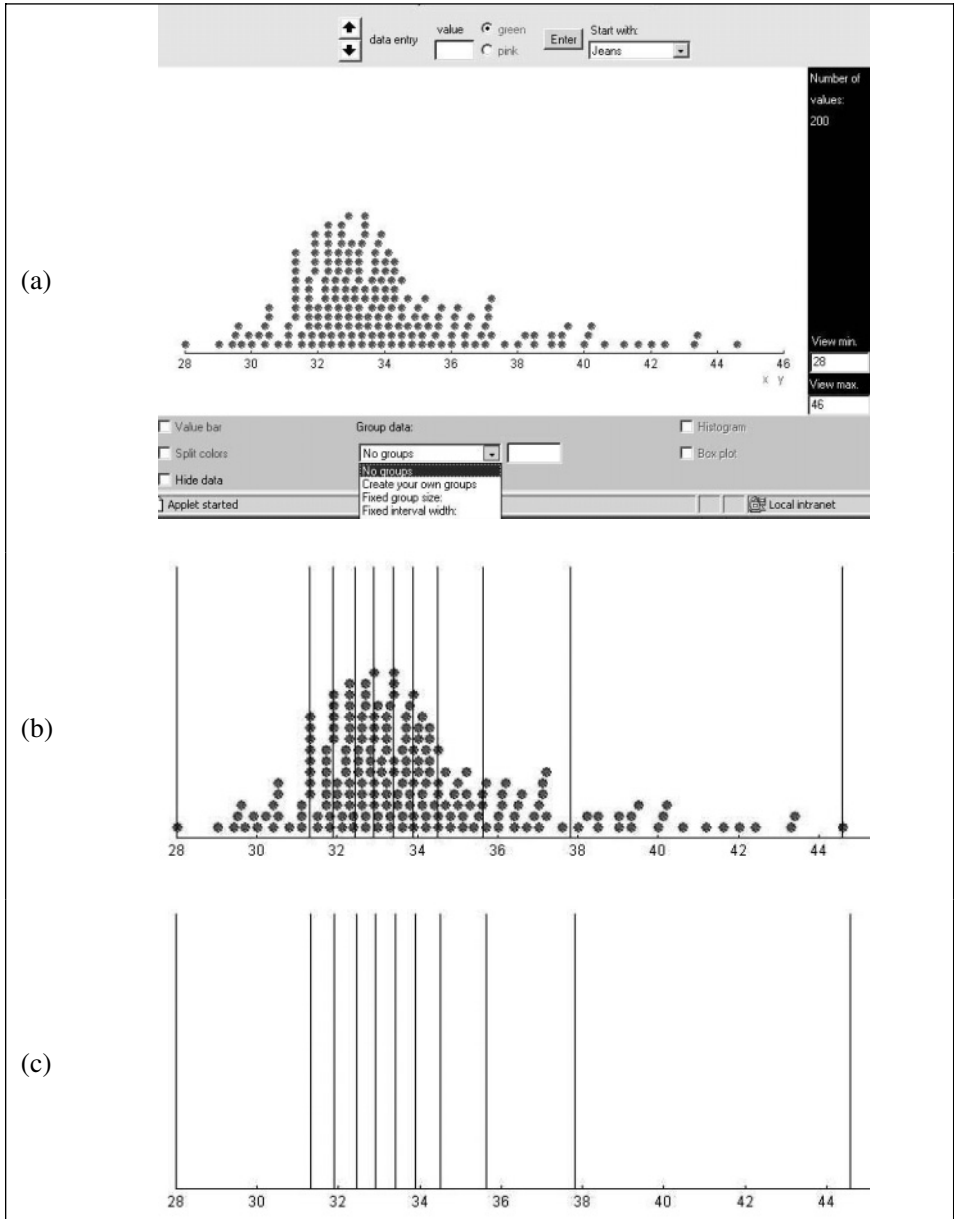 data entry
value
green
pink
Enter
Start with:
Jeans
Number of
values:
200
(a)
28 30 32 34 36 38 40 42 44 46
x y
View min.
28
View max.
46
Value bar
Split colors
Hide data
Group data:
No groups
No groups
Create your own groups
Fixed group size:
Fixed interval width:
Histogram
Box plot
Applet started
Local intranet
(b)
28 30 32 34 36 38 40 42 44
(c)
28 30 32 34 36 38 40 42 44